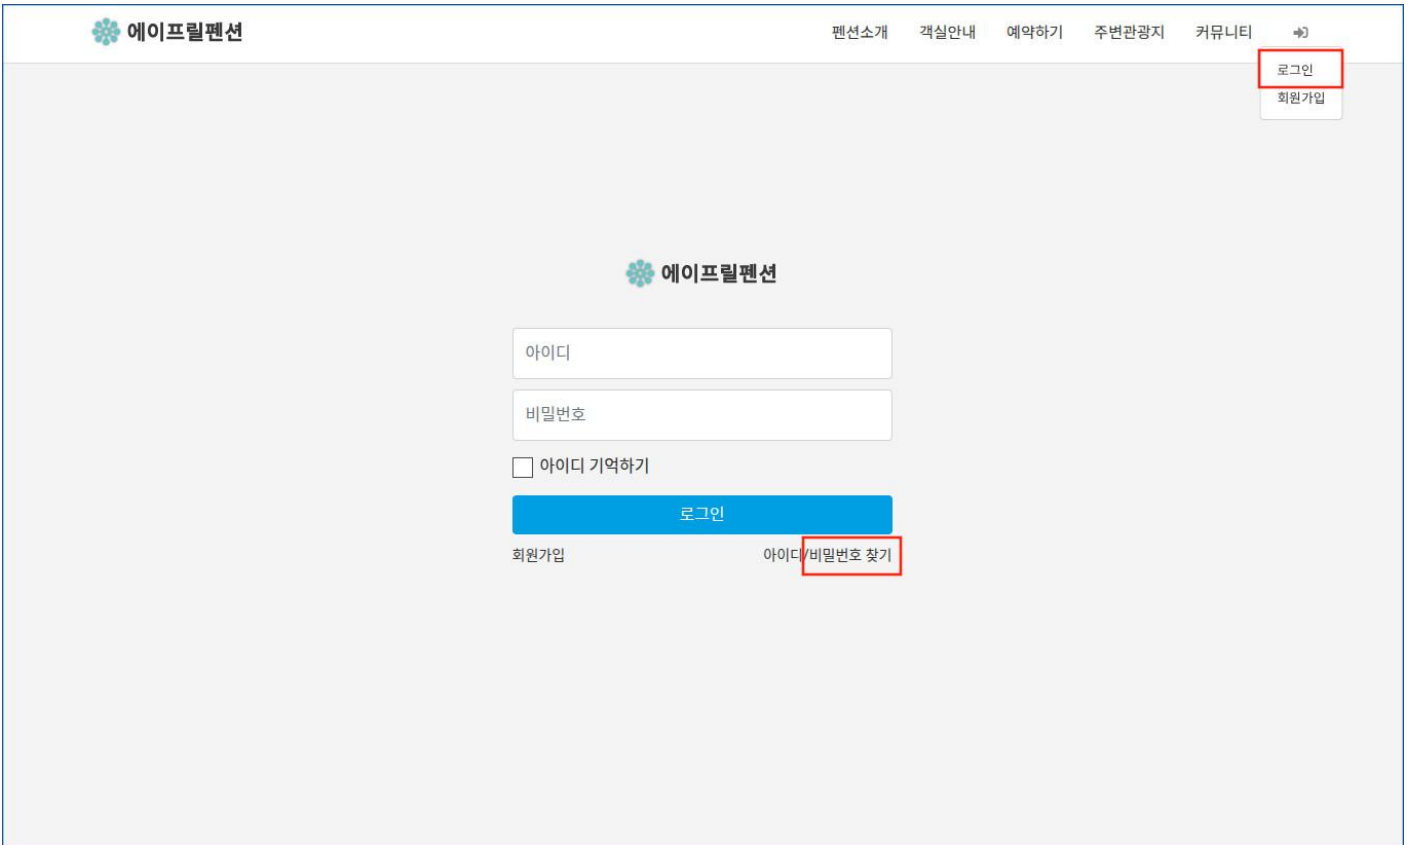 에이프릴펜션 펜션소개 객실안내 예약하기 주변관광지 커뮤니티
로그인
회원가입
에이프릴펜션
아이디
비밀번호
아이디 기억하기
로그인
회원가입 아이디/비밀번호 찾기